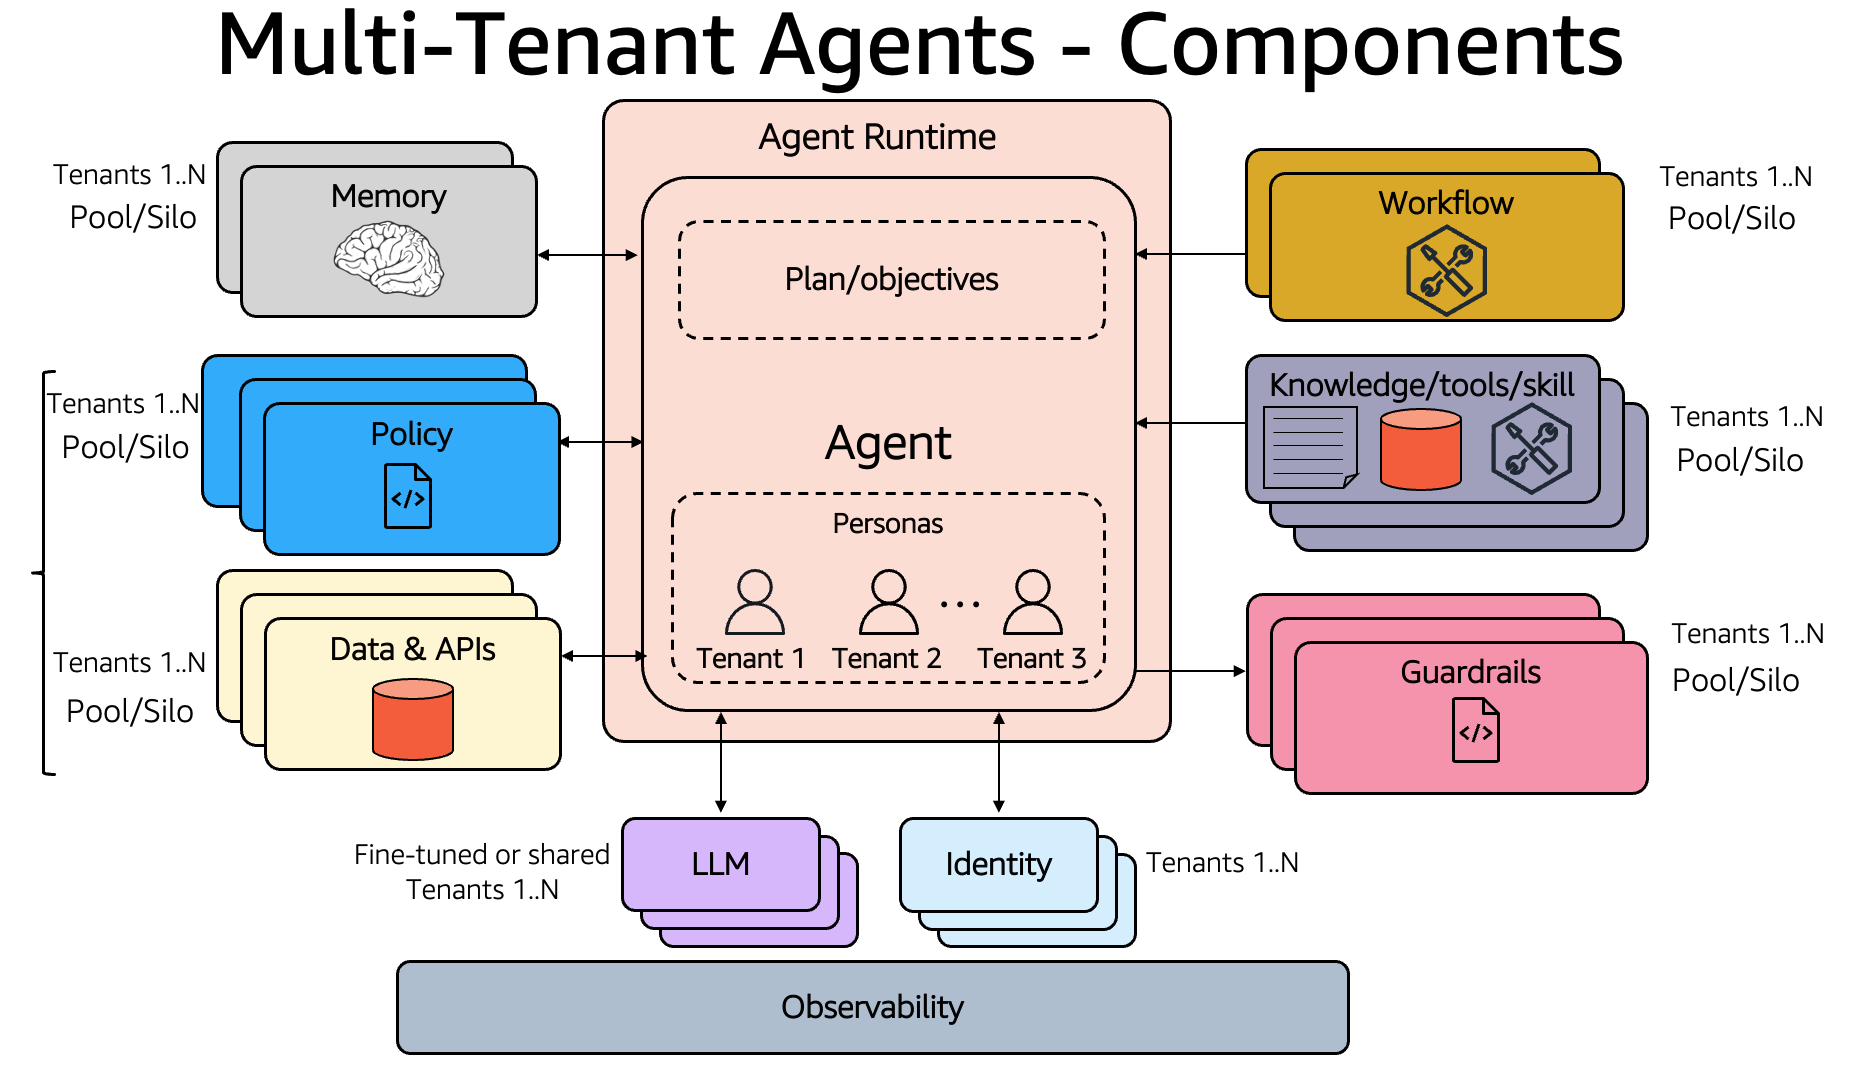 Multi-Tenant Agents - Components
Agent Runtime
Tenants 1..N
Pool/Silo
Memory
Plan/objectives
Workflow
Tenants 1..N
Pool/Silo
Tenants 1..N
Pool/Silo
Policy
</>
Agent
Knowledge/tools/skill
Tenants 1..N
Pool/Silo
Personas
...
Tenant 1
Tenant 2
Tenant 3
Tenants 1..N
Pool/Silo
Data & APIs
Guardrails
</>
Tenants 1..N
Pool/Silo
Fine-tuned or shared
Tenants 1..N
LLM
Identity
Tenants 1..N
Observability